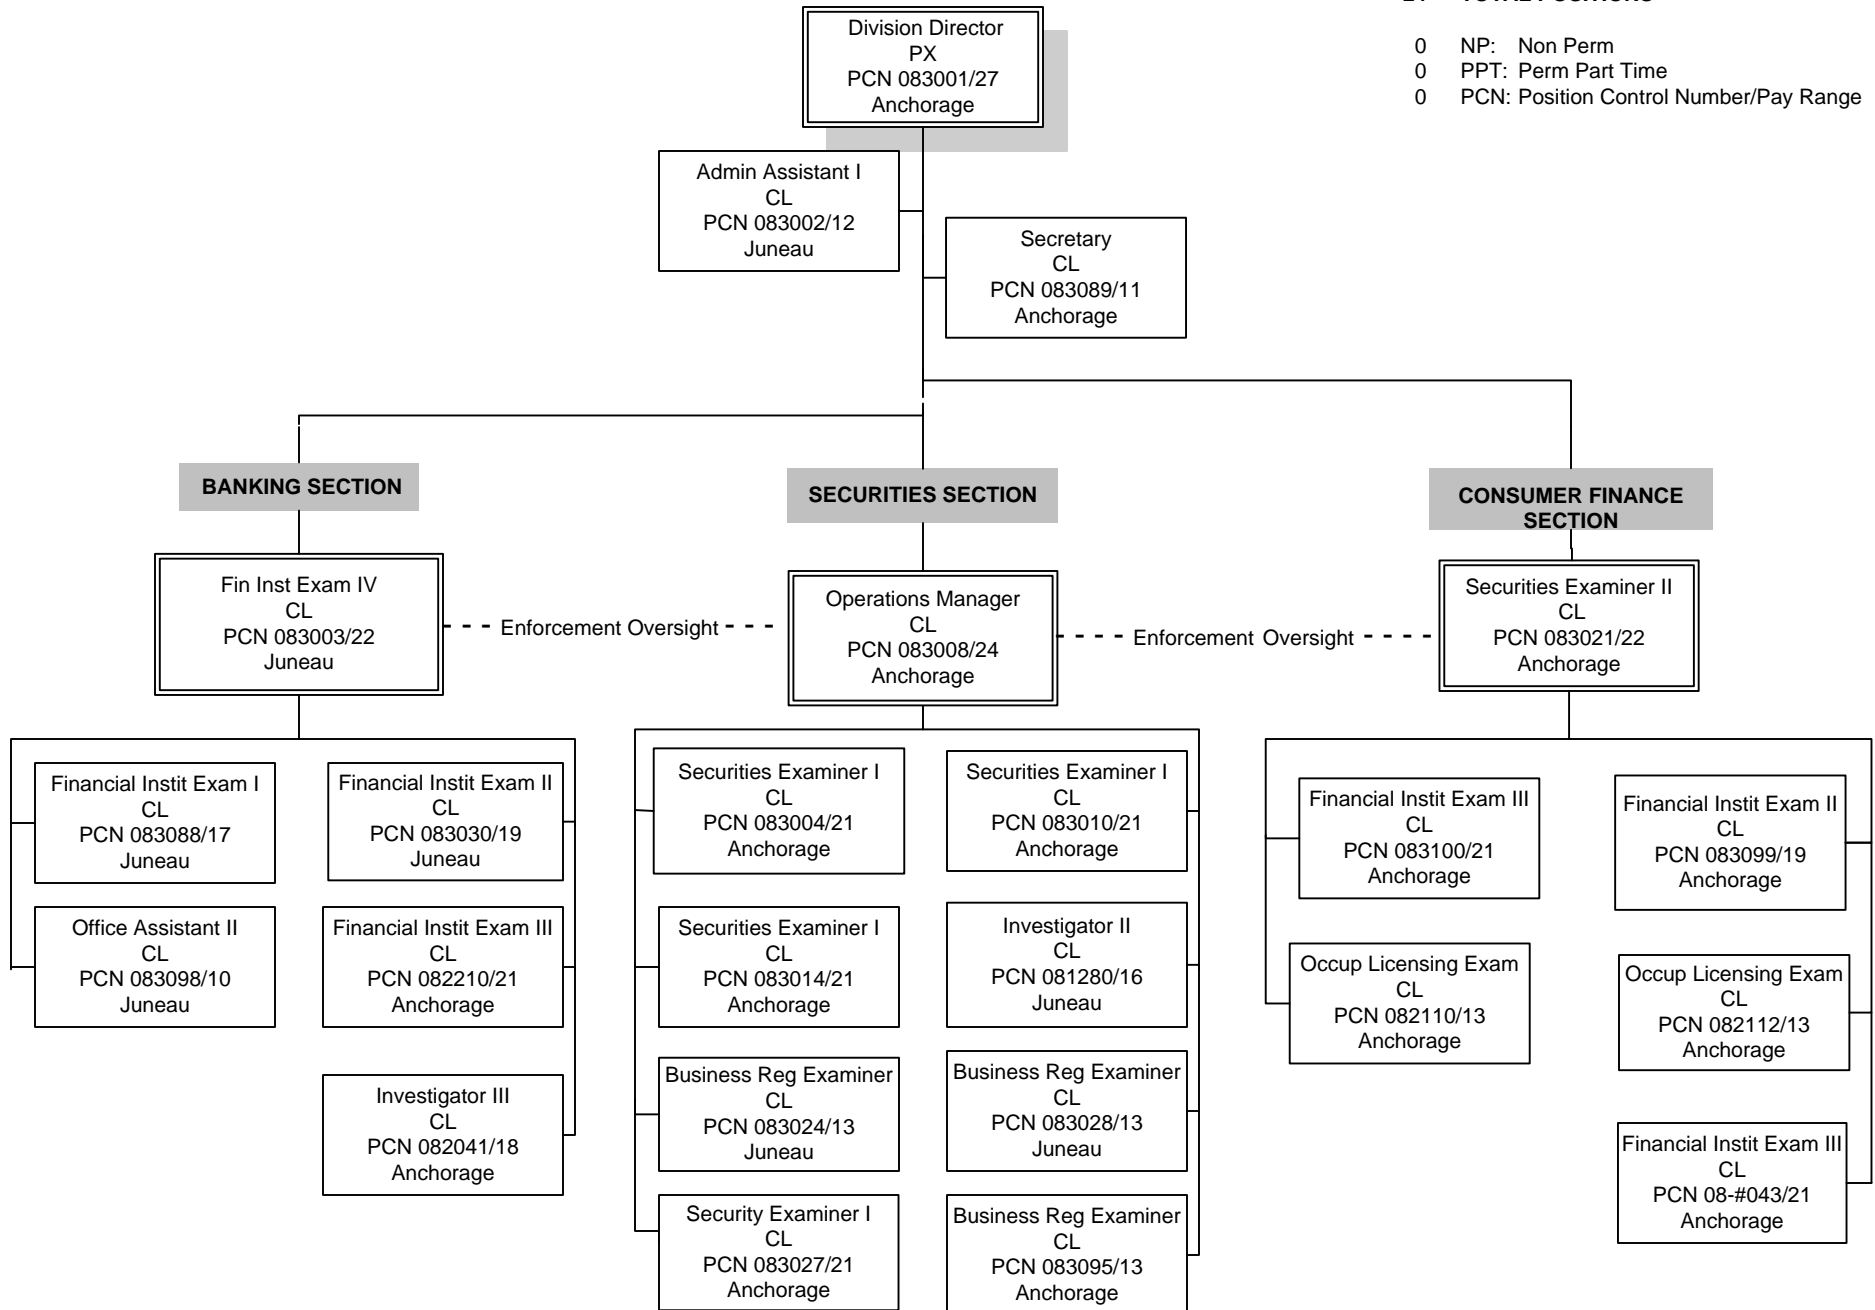 Division Director
PX
PCN 083001/27
Anchorage
0 NP: Non Perm
0 PPT: Perm Part Time
0 PCN: Position Control Number/Pay Range
Admin Assistant I
CL
PCN 083002/12
Juneau
Secretary
CL
PCN 083089/11
Anchorage
BANKING SECTION
SECURITIES SECTION
CONSUMER FINANCE
SECTION
Fin Inst Exam IV
CL
PCN 083003/22
Juneau
Enforcement Oversight
Operations Manager
CL
PCN 083008/24
Anchorage
Enforcement Oversight
Securities Examiner II
CL
PCN 083021/22
Anchorage
Financial Instit Exam I
CL
PCN 083088/17
Juneau
Financial Instit Exam II
CL
PCN 083030/19
Juneau
Office Assistant II
CL
PCN 083098/10
Juneau
Financial Instit Exam III
CL
PCN 082210/21
Anchorage
Investigator III
CL
PCN 082041/18
Anchorage
Securities Examiner I
CL
PCN 083004/21
Anchorage
Securities Examiner I
CL
PCN 083010/21
Anchorage
Securities Examiner I
CL
PCN 083014/21
Anchorage
Investigator II
CL
PCN 081280/16
Juneau
Business Reg Examiner
CL
PCN 083024/13
Juneau
Business Reg Examiner
CL
PCN 083028/13
Juneau
Security Examiner I
CL
PCN 083027/21
Anchorage
Business Reg Examiner
CL
PCN 083095/13
Anchorage
Financial Instit Exam III
CL
PCN 083100/21
Anchorage
Financial Instit Exam II
CL
PCN 083099/19
Anchorage
Occup Licensing Exam
CL
PCN 082110/13
Anchorage
Occup Licensing Exam
CL
PCN 082112/13
Anchorage
Financial Instit Exam III
CL
PCN 08-#043/21
Anchorage